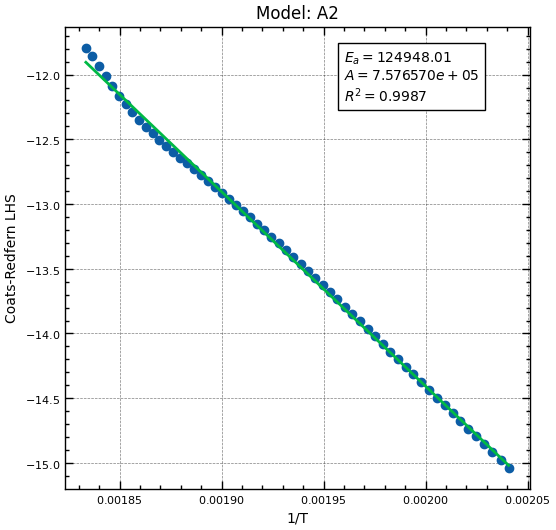 Model: A2
E_a = 124948.01
A = 7.576570e + 05
R² = 0.9987
−12.0
−12.5
−13.0
−13.5
−14.0
−14.5
−15.0
Coats-Redfern LHS
0.00185 0.00190 0.00195 0.00200 0.00205
1/T